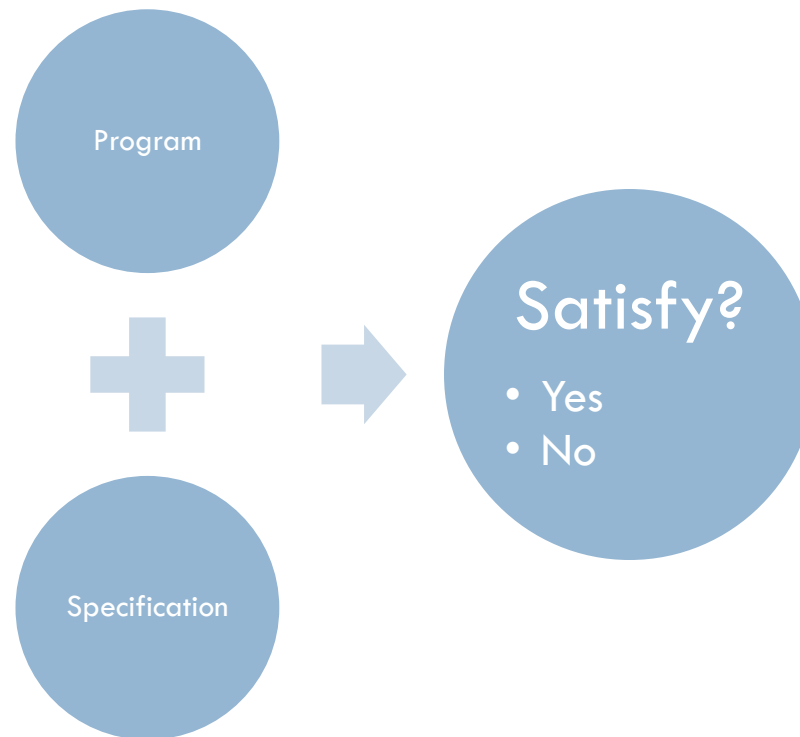 Program
Specification
Satisfy?
• Yes
• No